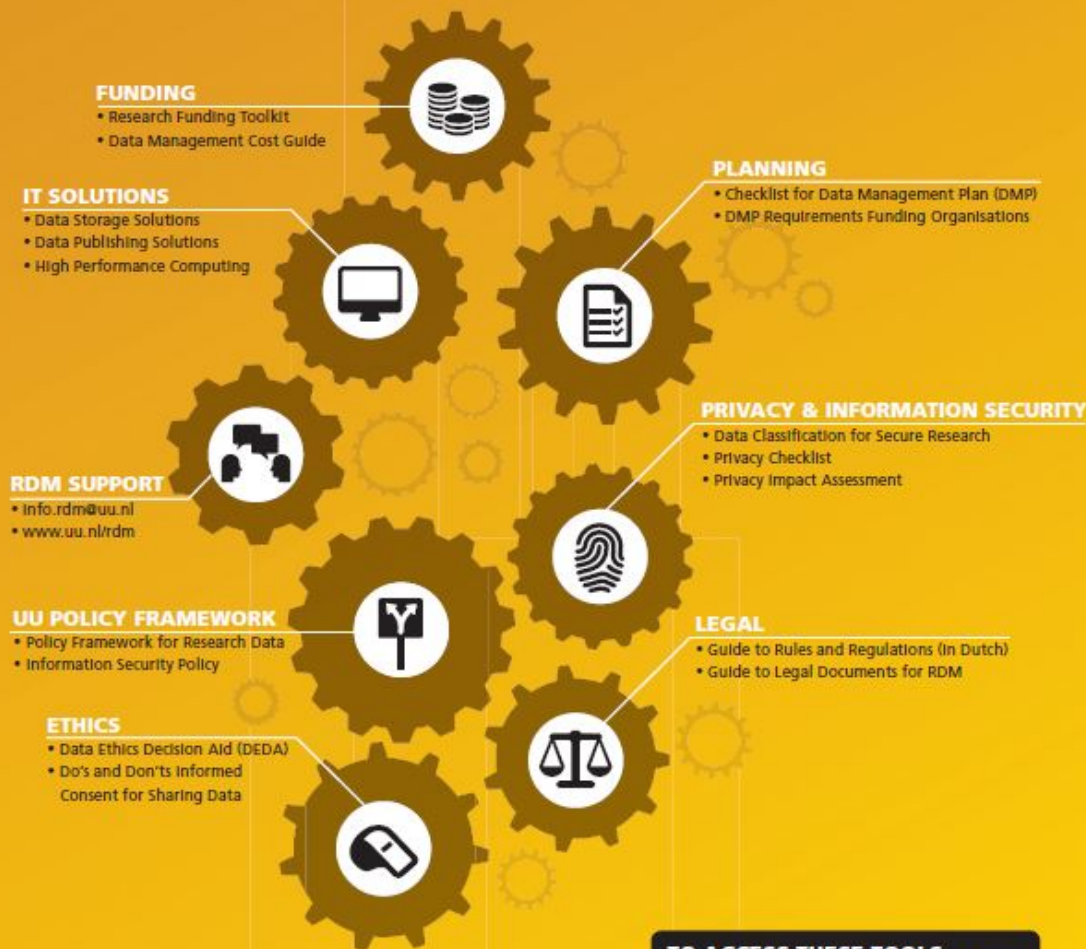 FUNDING
• Research Funding Toolkit
• Data Management Cost Guide
IT SOLUTIONS
• Data Storage Solutions
• Data Publishing Solutions
• High Performance Computing
PLANNING
• Checklist for Data Management Plan (DMP)
• DMP Requirements Funding Organisations
PRIVACY & INFORMATION SECURITY
• Data Classification for Secure Research
• Privacy Checklist
• Privacy Impact Assessment
RDM SUPPORT
• info.rdm@uu.nl
• www.uu.nl/rdm
UU POLICY FRAMEWORK
• Policy Framework for Research Data
• Information Security Policy
LEGAL
• Guide to Rules and Regulations (in Dutch)
• Guide to Legal Documents for RDM
ETHICS
• Data Ethics Decision Aid (DEDA)
• Do's and Don'ts Informed
Consent for Sharing Data
TO ACCESS THESE TOOLS